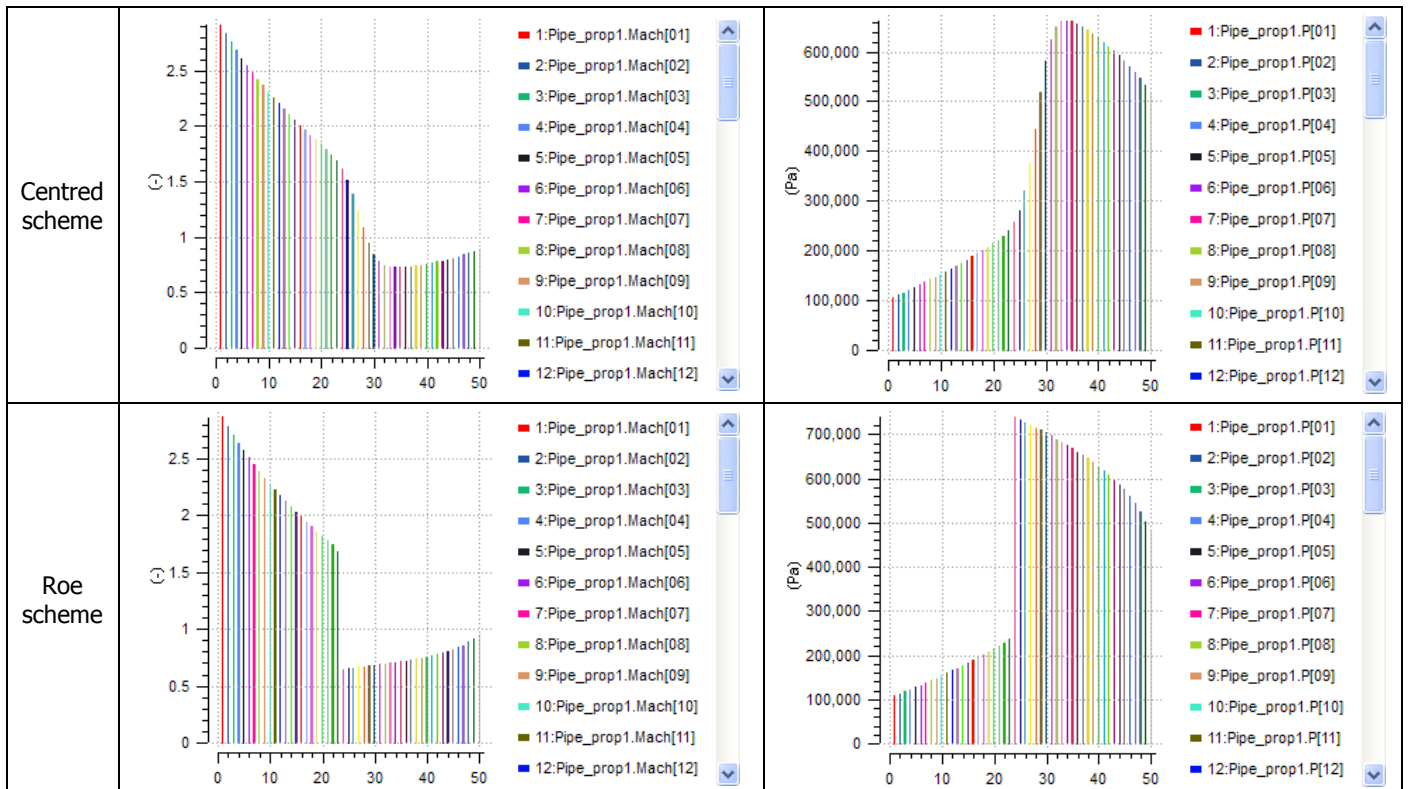 Centred
scheme
(-)
2.5
2
1.5
1
0.5
0
0 10 20 30 40 50
1:Pipe_prop1.Mach[01]
2:Pipe_prop1.Mach[02]
3:Pipe_prop1.Mach[03]
4:Pipe_prop1.Mach[04]
5:Pipe_prop1.Mach[05]
6:Pipe_prop1.Mach[06]
7:Pipe_prop1.Mach[07]
8:Pipe_prop1.Mach[08]
9:Pipe_prop1.Mach[09]
10:Pipe_prop1.Mach[10]
11:Pipe_prop1.Mach[11]
12:Pipe_prop1.Mach[12]
(Pa)
600,000
500,000
400,000
300,000
200,000
100,000
0
0 10 20 30 40 50
1:Pipe_prop1.P[01]
2:Pipe_prop1.P[02]
3:Pipe_prop1.P[03]
4:Pipe_prop1.P[04]
5:Pipe_prop1.P[05]
6:Pipe_prop1.P[06]
7:Pipe_prop1.P[07]
8:Pipe_prop1.P[08]
9:Pipe_prop1.P[09]
10:Pipe_prop1.P[10]
11:Pipe_prop1.P[11]
12:Pipe_prop1.P[12]
Roe
scheme
(-)
2.5
2
1.5
1
0.5
0
0 10 20 30 40 50
1:Pipe_prop1.Mach[01]
2:Pipe_prop1.Mach[02]
3:Pipe_prop1.Mach[03]
4:Pipe_prop1.Mach[04]
5:Pipe_prop1.Mach[05]
6:Pipe_prop1.Mach[06]
7:Pipe_prop1.Mach[07]
8:Pipe_prop1.Mach[08]
9:Pipe_prop1.Mach[09]
10:Pipe_prop1.Mach[10]
11:Pipe_prop1.Mach[11]
12:Pipe_prop1.Mach[12]
(Pa)
700,000
600,000
500,000
400,000
300,000
200,000
100,000
0
0 10 20 30 40 50
1:Pipe_prop1.P[01]
2:Pipe_prop1.P[02]
3:Pipe_prop1.P[03]
4:Pipe_prop1.P[04]
5:Pipe_prop1.P[05]
6:Pipe_prop1.P[06]
7:Pipe_prop1.P[07]
8:Pipe_prop1.P[08]
9:Pipe_prop1.P[09]
10:Pipe_prop1.P[10]
11:Pipe_prop1.P[11]
12:Pipe_prop1.P[12]